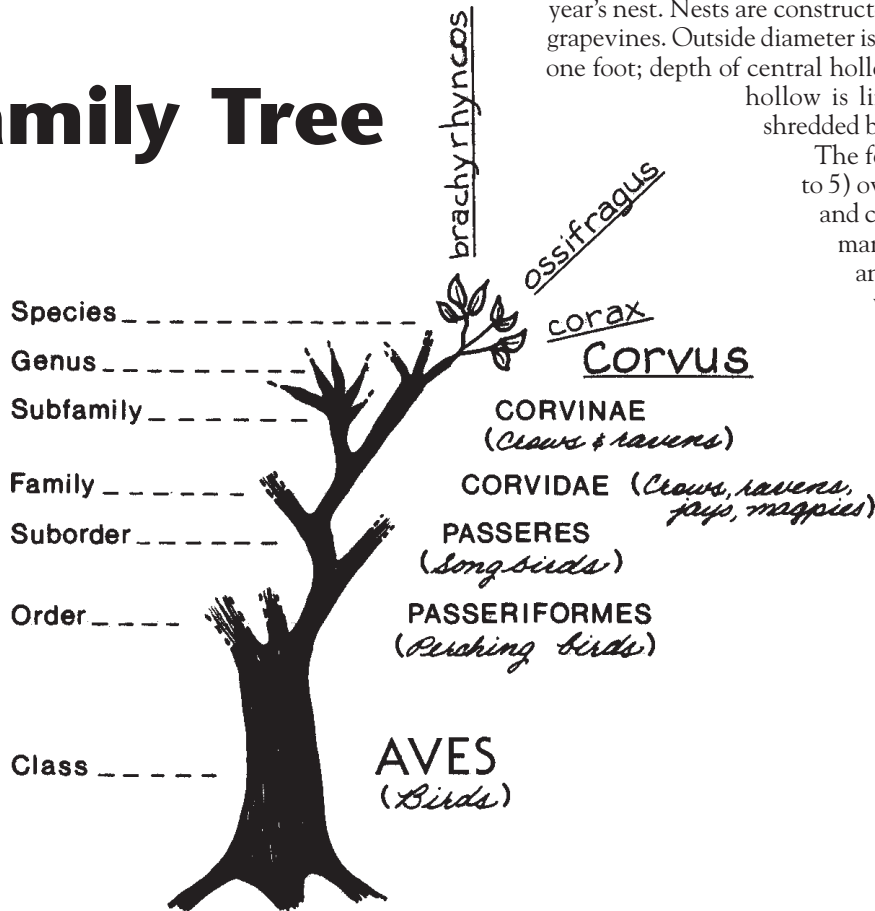 year's nest. Nests are construct
grapevines. Outside diameter is
one foot; depth of central holl
hollow is li
shredded b
The f
to 5) ov
and c
mar
ar
amily Tree
brachyrhyncos
ossifragus
corax
Species
Corvus
Genus
Subfamily
CORVINAE
(Crows & ravens)
Family
CORVIDAE (Crows, ravens,
jays, magpies)
Suborder
PASSERES
(Songbirds)
Order
PASSERIFORMES
(Perching birds)
Class
AVES
(Birds)